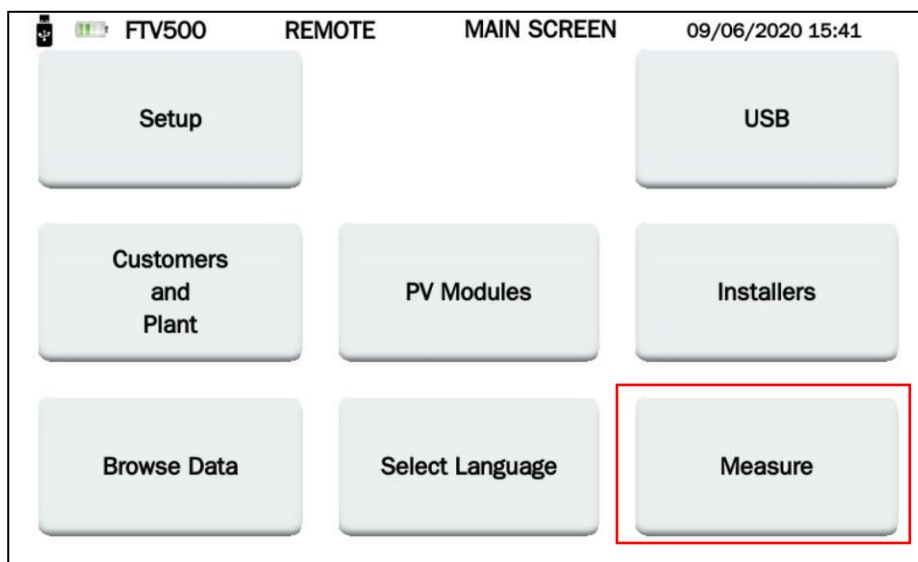 FTV500 REMOTE MAIN SCREEN 09/06/2020 15:41
Setup
USB
Customers
and
Plant
PV Modules
Installers
Browse Data
Select Language
Measure